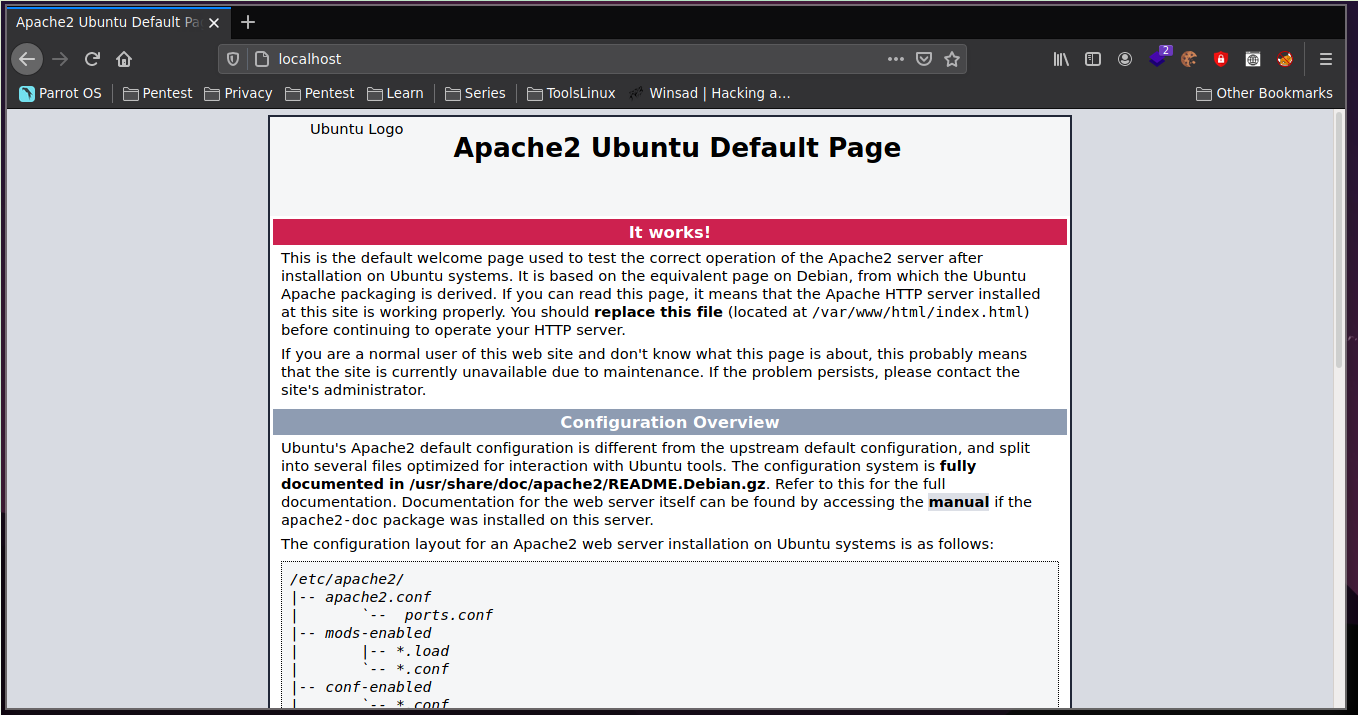 Apache2 Ubuntu Default Pa
localhost
2
Parrot OS Pentest Privacy Pentest Learn Series ToolsLinux Winsad | Hacking a… Other Bookmarks
Ubuntu Logo
Apache2 Ubuntu Default Page
It works!
This is the default welcome page used to test the correct operation of the Apache2 server after
installation on Ubuntu systems. It is based on the equivalent page on Debian, from which the Ubuntu
Apache packaging is derived. If you can read this page, it means that the Apache HTTP server installed
at this site is working properly. You should replace this file (located at /var/www/html/index.html)
before continuing to operate your HTTP server.
If you are a normal user of this web site and don't know what this page is about, this probably means
that the site is currently unavailable due to maintenance. If the problem persists, please contact the
site's administrator.
Configuration Overview
Ubuntu's Apache2 default configuration is different from the upstream default configuration, and split
into several files optimized for interaction with Ubuntu tools. The configuration system is fully
documented in /usr/share/doc/apache2/README.Debian.gz. Refer to this for the full
documentation. Documentation for the web server itself can be found by accessing the manual if the
apache2-doc package was installed on this server.
The configuration layout for an Apache2 web server installation on Ubuntu systems is as follows:
/etc/apache2/
|-- apache2.conf
|       `--  ports.conf
|-- mods-enabled
|       |-- *.load
|       `-- *.conf
|-- conf-enabled
|       `-- *.conf